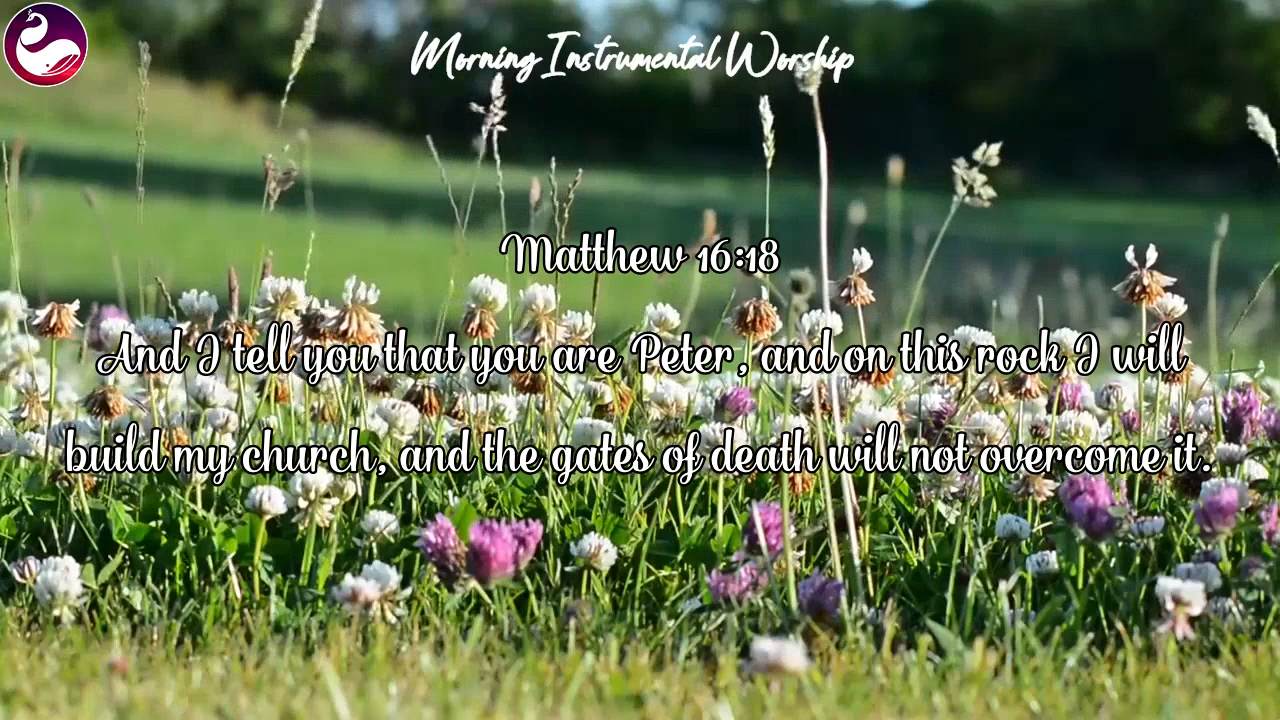 Morning Instrumental Worship
Matthew 16:18
And I tell you that you are Peter, and on this rock I will
build my church, and the gates of death will not overcome it.